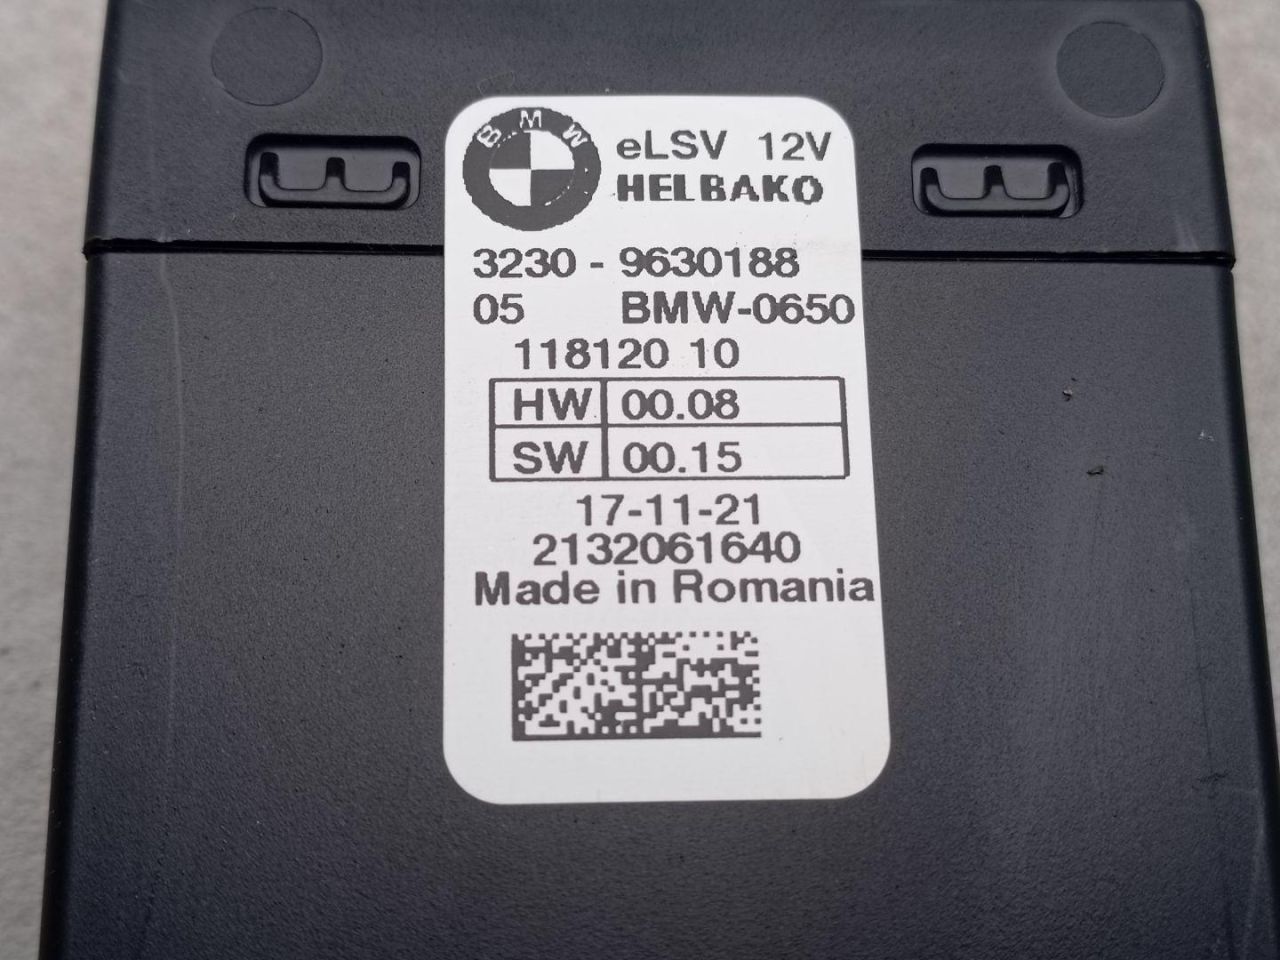 BMW
eLSV 12V
HELBAKO
3230 - 9630188
05 BMW-0650
118120 10
HW 00.08
SW 00.15
17-11-21
2132061640
Made in Romania